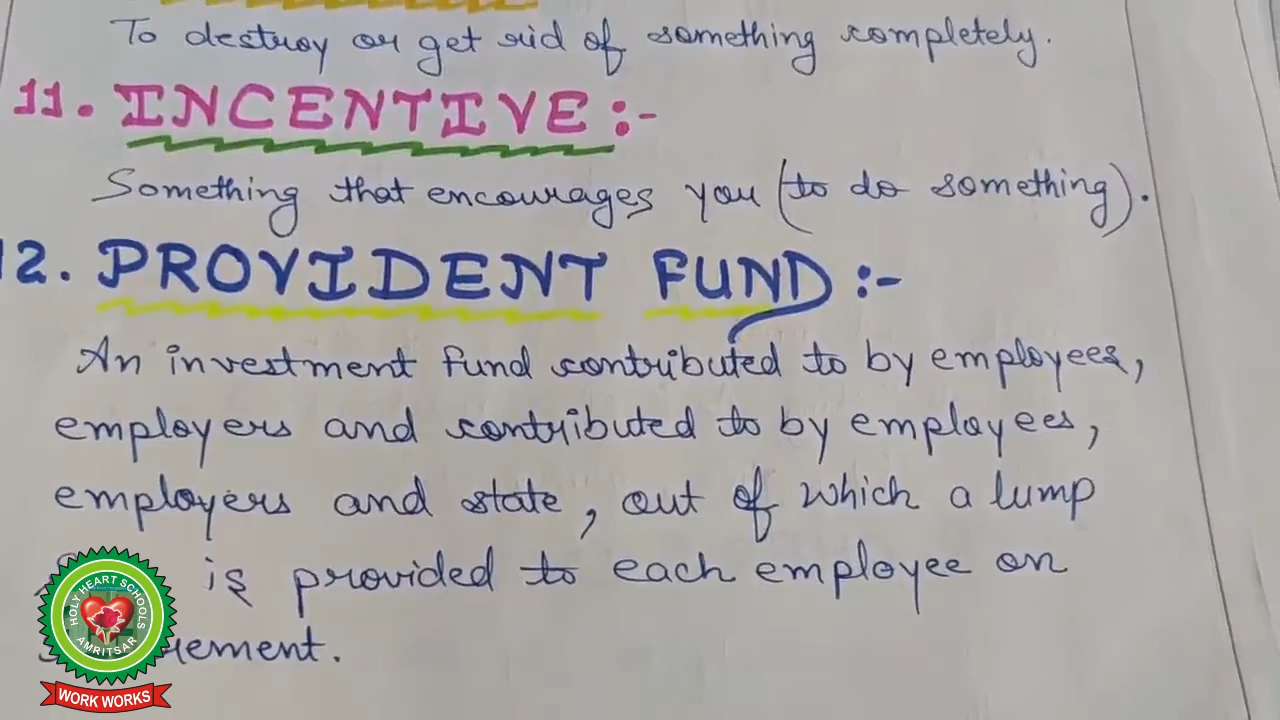 To destroy or get rid of something completely.
11. INCENTIVE :-
Something that encourages you (to do something).
12. PROVIDENT FUND :-
An investment fund contributed to by employees,
employers and contributed to by employees,
employers and state, out of which a lump
is provided to each employee on
HOLY HEART SCHOOLS
AMRITSAR
WORK WORKS